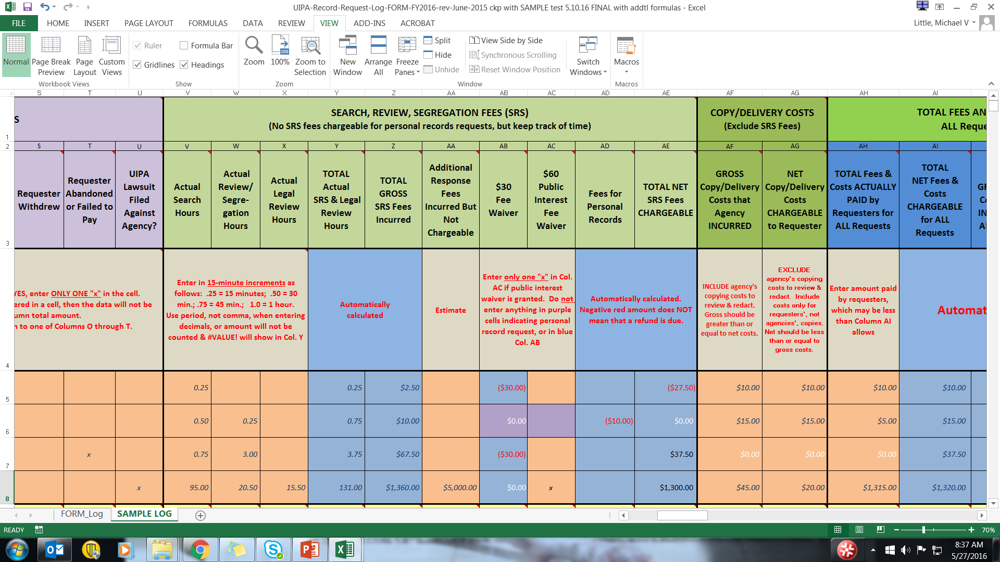 UIPA-Record-Request-Log-FORM-FY2016-rev-June-2015 ckp with SAMPLE test 5.10.16 FINAL with addtl formulas - Excel
FILE HOME INSERT PAGE LAYOUT FORMULAS DATA REVIEW VIEW ADD-INS ACROBAT Little, Michael V
Normal
Page Break Preview
Page Layout
Custom Views
Workbook Views
Ruler
Formula Bar
Gridlines
Headings
Show
Zoom
100%
Zoom to Selection
Zoom
New Window
Arrange All
Freeze Panes
Split
Hide
Unhide
View Side by Side
Synchronous Scrolling
Reset Window Position
Window
Switch Windows
Macros
Macros
S T U V W X Y Z AA AB AC AD AE AF AG AH AI
1
S
SEARCH, REVIEW, SEGREGATION FEES (SRS)
(No SRS fees chargeable for personal records requests, but keep track of time)
COPY/DELIVERY COSTS
(Exclude SRS Fees)
TOTAL FEES AN
ALL Reque
2 S T U V W X Y Z AA AB AC AD AE AF AG AH AI
3
Requester
Withdrew
Requester
Abandoned
or Failed to
Pay
UIPA
Lawsuit
Filed
Against
Agency?
Actual
Search
Hours
Actual
Review/
Segre-
gation
Hours
Actual
Legal
Review
Hours
TOTAL
Actual
SRS & Legal
Review
Hours
TOTAL
GROSS
SRS Fees
Incurred
Additional
Response
Fees
Incurred But
Not
Chargeable
$30
Fee
Waiver
$60
Public
Interest
Fee
Waiver
Fees for
Personal
Records
TOTAL NET
SRS Fees
CHARGEABLE
GROSS
Copy/Delivery
Costs that
Agency
INCURRED
NET
Copy/Delivery
Costs
CHARGEABLE
to Requester
TOTAL Fees &
Costs ACTUALLY
PAID by
Requesters for
ALL Requests
TOTAL
NET Fees &
Costs
CHARGEABLE
for ALL
Requests
4
YES, enter ONLY ONE "x" in the cell.
ered in a cell, then the data will not be
umn total amount.
n to one of Columns O through T.
Enter in 15-minute increments as
follows: .25 = 15 minutes; .50 = 30
min.; .75 = 45 min.; 1.0 = 1 hour.
Use period, not comma, when entering
decimals, or amount will not be
counted & #VALUE! will show in Col. Y
Automatically
calculated
Estimate
Enter only one "x" in Col.
AC if public interest
waiver is granted. Do not
enter anything in purple
cells indicating personal
record request, or in blue
Col. AB
Automatically calculated.
Negative red amount does NOT
mean that a refund is due.
INCLUDE agency's
copying costs to
review & redact.
Gross should be
greater than or
equal to net costs.
EXCLUDE
agency's copying
costs to review &
redact. Include
costs only for
requesters', not
agencies', copies.
Net should be less
than or equal to
gross costs.
Enter amount paid
by requesters,
which may be less
than Column AI
allows
Automat
5 0.25 0.25 $2.50 ($30.00) ($27.50) $10.00 $10.00 $10.00 $10.00
6 0.50 0.25 0.75 $10.00 $0.00 ($10.00) $0.00 $15.00 $15.00 $5.00 $15.00
7 x 0.75 3.00 3.75 $67.50 ($30.00) $37.50 $0.00 $0.00 $0.00 $37.50
8 x 95.00 20.50 15.50 131.00 $1,360.00 $5,000.00 $0.00 x $1,300.00 $45.00 $20.00 $1,315.00 $1,320.00
FORM_Log SAMPLE LOG
READY 70%
8:37 AM
5/27/2016